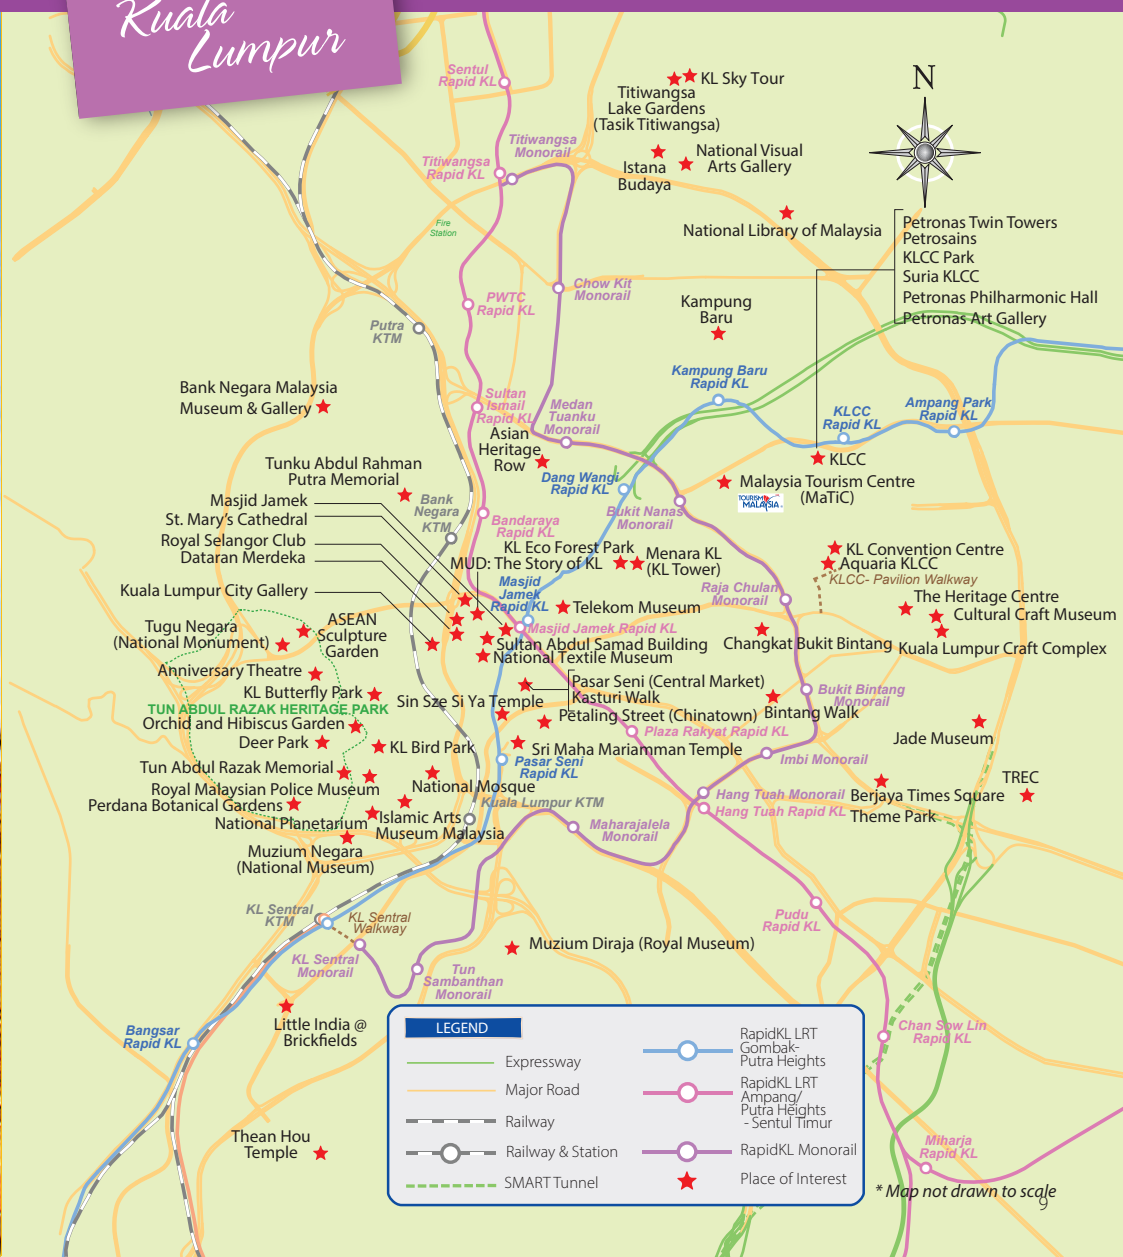 Kuala
Lumpur
Sentul
Rapid KL
KL Sky Tour
Titiwangsa
Lake Gardens
(Tasik Titiwangsa)
N
Titiwangsa
Monorail
Titiwangsa
Rapid KL
National Visual
Arts Gallery
Istana
Budaya
Fire
Station
National Library of Malaysia
Petronas Twin Towers
Petrosains
KLCC Park
Suria KLCC
Petronas Philharmonic Hall
Petronas Art Gallery
PWTC
Rapid KL
Chow Kit
Monorail
Kampung
Baru
Putra
KTM
Kampung Baru
Rapid KL
Bank Negara Malaysia
Museum & Gallery
Sultan
Ismail
Rapid KL
Medan
Tuanku
Monorail
KLCC
Rapid KL
Ampang Park
Rapid KL
Asian
Heritage
Row
KLCC
Tunku Abdul Rahman
Putra Memorial
Dang Wangi
Rapid KL
Malaysia Tourism Centre
(MaTiC)
TOURISM
MALAYSIA
Masjid Jamek
St. Mary's Cathedral
Royal Selangor Club
Dataran Merdeka
Kuala Lumpur City Gallery
Bank
Negara
KTM
Bandaraya
Rapid KL
Bukit Nanas
Monorail
KL Eco Forest Park
MUD: The Story of KL
Menara KL
(KL Tower)
KL Convention Centre
Aquaria KLCC
KLCC- Pavilion Walkway
Masjid
Jamek
Rapid KL
Raja Chulan
Monorail
The Heritage Centre
Cultural Craft Museum
Kuala Lumpur Craft Complex
Telekom Museum
Masjid Jamek Rapid KL
Changkat Bukit Bintang
Tugu Negara
(National Monument)
ASEAN
Sculpture
Garden
Sultan Abdul Samad Building
National Textile Museum
Anniversary Theatre
Pasar Seni (Central Market)
Kasturi Walk
KL Butterfly Park
Sin Sze Si Ya Temple
Bukit Bintang
Monorail
TUN ABDUL RAZAK HERITAGE PARK
Petaling Street (Chinatown)
Bintang Walk
Orchid and Hibiscus Garden
Plaza Rakyat Rapid KL
Jade Museum
Deer Park
KL Bird Park
Sri Maha Mariamman Temple
Pasar Seni
Rapid KL
Imbi Monorail
Tun Abdul Razak Memorial
Royal Malaysian Police Museum
National Mosque
TREC
Perdana Botanical Gardens
Kuala Lumpur KTM
Hang Tuah Monorail
Hang Tuah Rapid KL
Berjaya Times Square
Theme Park
National Planetarium
Islamic Arts
Museum Malaysia
Maharajalela
Monorail
Muzium Negara
(National Museum)
KL Sentral
KTM
KL Sentral
Walkway
Pudu
Rapid KL
KL Sentral
Monorail
Muzium Diraja (Royal Museum)
Tun
Sambanthan
Monorail
Little India @
Brickfields
Bangsar
Rapid KL
Chan Sow Lin
Rapid KL
LEGEND
Expressway
Major Road
Railway
Railway & Station
SMART Tunnel
RapidKL LRT
Gombak-
Putra Heights
RapidKL LRT
Ampang/
Putra Heights
- Sentul Timur
RapidKL Monorail
Place of Interest
Thean Hou
Temple
Miharja
Rapid KL
* Map not drawn to scale
9